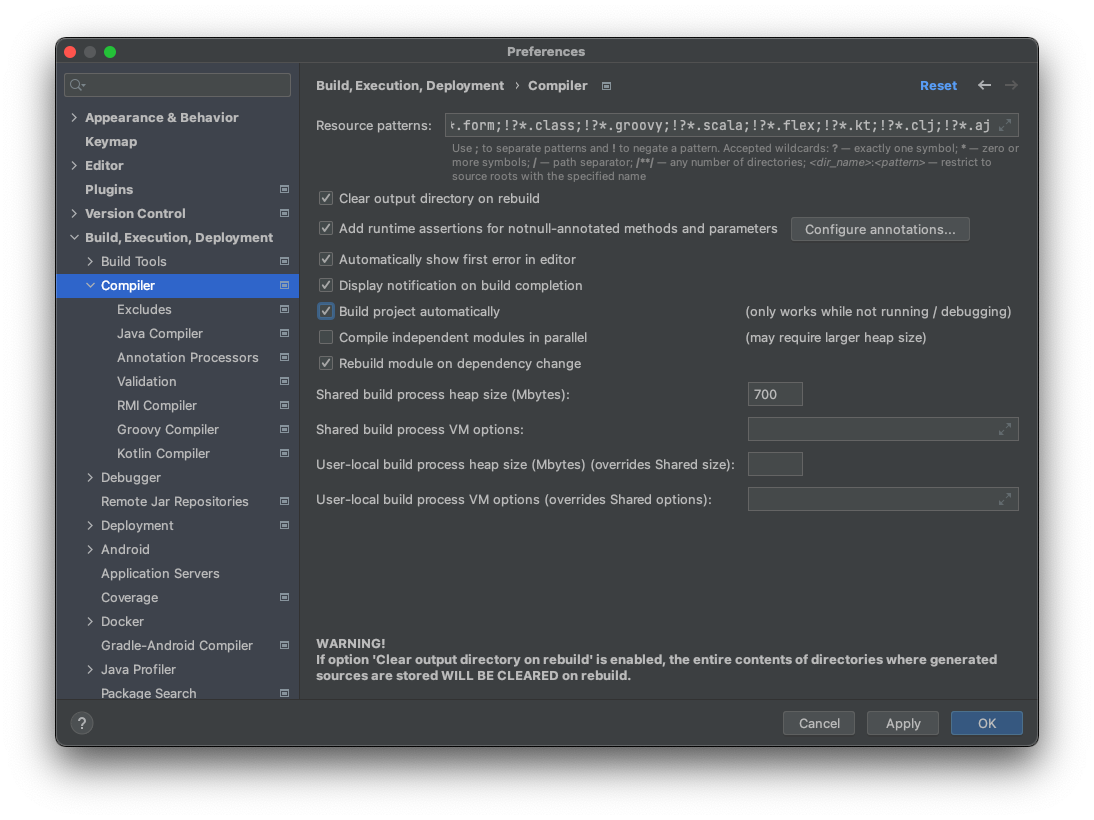 Preferences
Appearance & Behavior
Keymap
Editor
Plugins
Version Control
Build, Execution, Deployment
Build Tools
Compiler
Excludes
Java Compiler
Annotation Processors
Validation
RMI Compiler
Groovy Compiler
Kotlin Compiler
Debugger
Remote Jar Repositories
Deployment
Android
Application Servers
Coverage
Docker
Gradle-Android Compiler
Java Profiler
Package Search
Build, Execution, Deployment › Compiler
Reset
Resource patterns: *.form;!?*.class;!?*.groovy;!?*.scala;!?*.flex;!?*.kt;!?*.clj;!?*.aj
Use ; to separate patterns and ! to negate a pattern. Accepted wildcards: ? — exactly one symbol; * — zero or
more symbols; / — path separator; /**/ — any number of directories; <dir_name>:<pattern> — restrict to
source roots with the specified name
Clear output directory on rebuild
Add runtime assertions for notnull-annotated methods and parameters Configure annotations...
Automatically show first error in editor
Display notification on build completion
Build project automatically (only works while not running / debugging)
Compile independent modules in parallel (may require larger heap size)
Rebuild module on dependency change
Shared build process heap size (Mbytes): 700
Shared build process VM options:
User-local build process heap size (Mbytes) (overrides Shared size):
User-local build process VM options (overrides Shared options):
WARNING!
If option 'Clear output directory on rebuild' is enabled, the entire contents of directories where generated
sources are stored WILL BE CLEARED on rebuild.
?
Cancel
Apply
OK